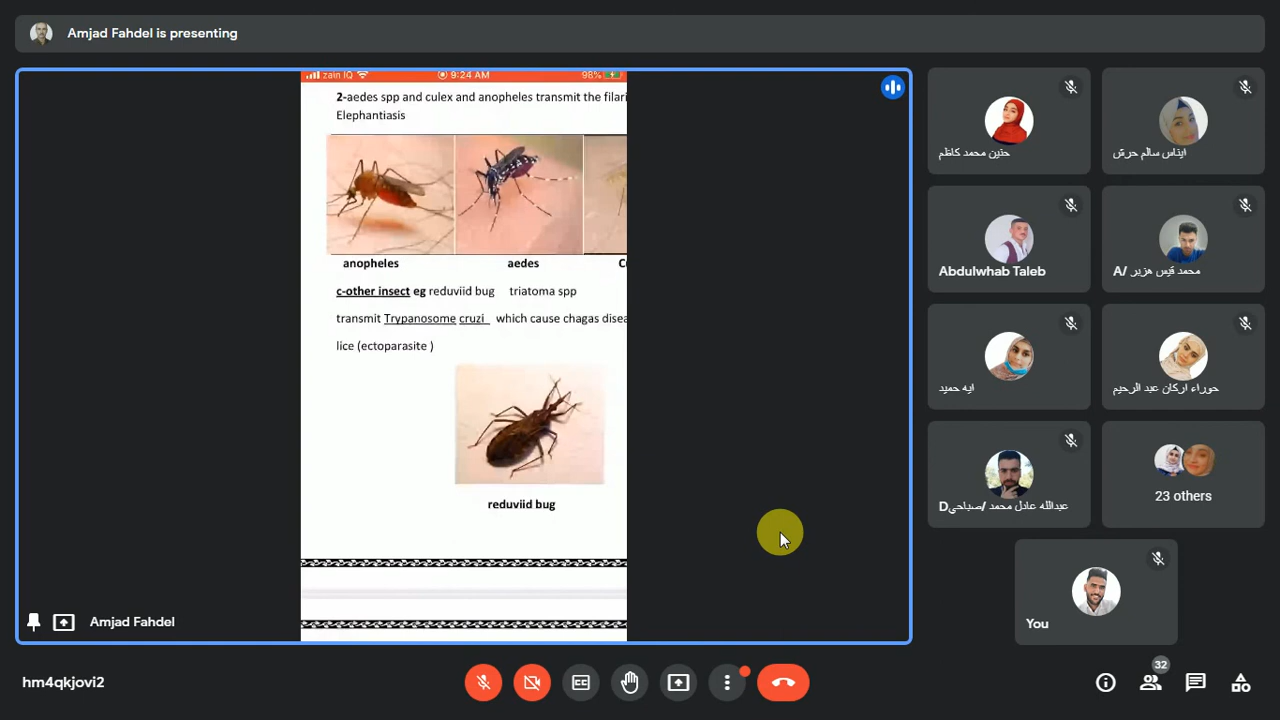 Amjad Fahdel is presenting
zain IQ
9:24 AM
98%
2-aedes spp and culex and anopheles transmit the filari
Elephantiasis
anopheles
aedes
C
c-other insect eg reduviid bug triatoma spp
transmit Trypanosome cruzi which cause chagas disea
lice (ectoparasite )
reduviid bug
Amjad Fahdel
حنين محمد كاظم
ايناس سالم حرش
Abdulwhab Taleb
محمد قيس هزبر /A
ايه حميد
حوراء اركان عبد الرحيم
عبدالله عادل محمد /صباحيD
23 others
You
hm4qkjovi2
32